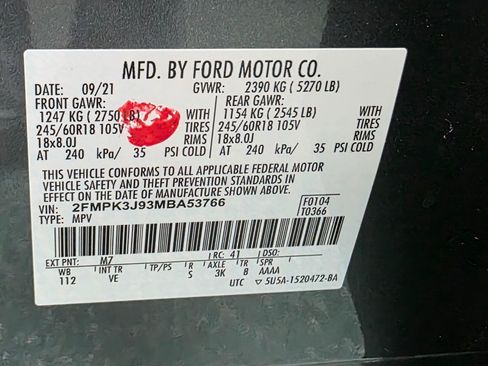 MFD. BY FORD MOTOR CO.
DATE: 09/21 GVWR: 2390 KG ( 5270 LB)
FRONT GAWR: REAR GAWR:
1247 KG ( 2750 LB) WITH 1154 KG ( 2545 LB) WITH
245/60R18 105V TIRES 245/60R18 105V TIRES
18x8.0J RIMS 18x8.0J RIMS
AT 240 kPa/ 35 PSI COLD AT 240 kPa/ 35 PSI COLD
THIS VEHICLE CONFORMS TO ALL APPLICABLE FEDERAL MOTOR
VEHICLE SAFETY AND THEFT PREVENTION STANDARDS IN
EFFECT ON THE DATE OF MANUFACTURE SHOWN ABOVE.
VIN: 2FMPK3J93MBA53766 F0104
MPV T0366
EXT PNT: M7 RC: 41 DSO:
WB INT TR TP/PS R AXLE TR SPR
112 VE S 3K 8 AAAA
UTC ▽5U5A-1520472-BA